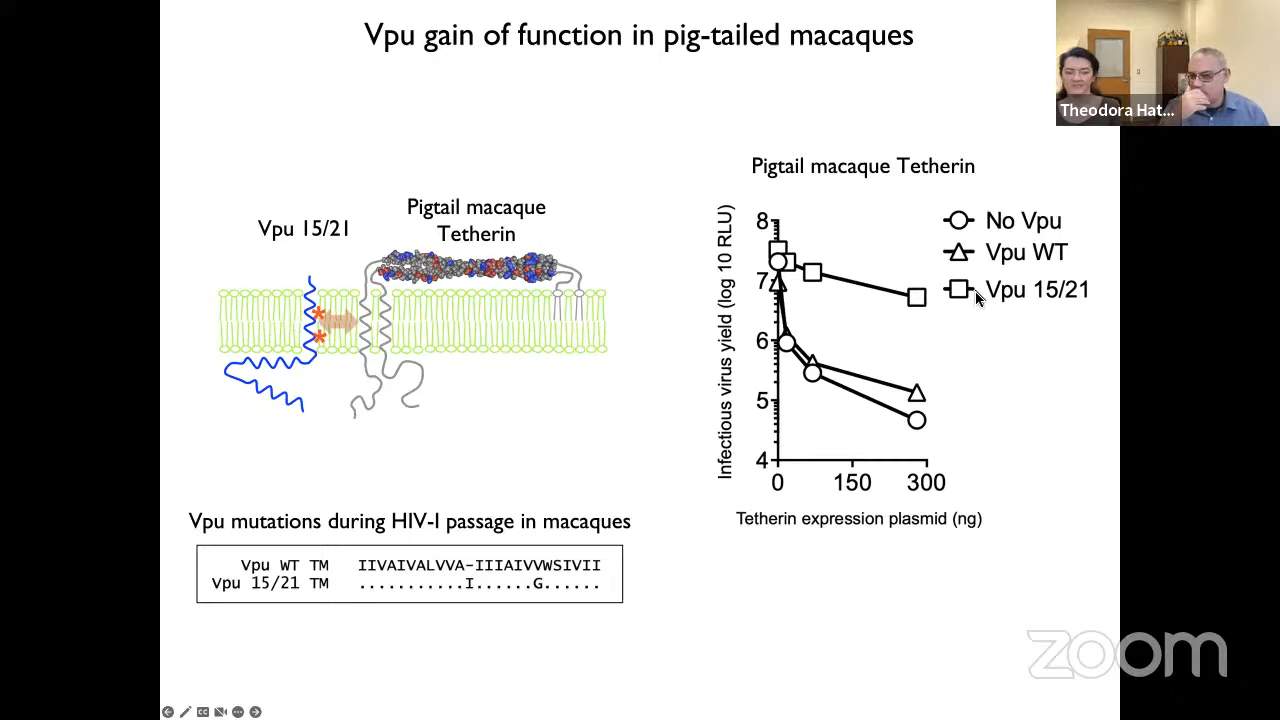 Vpu gain of function in pig-tailed macaques
Theodora Hat...
Vpu 15/21
Pigtail macaque
Tetherin
Vpu mutations during HIV-1 passage in macaques
Vpu WT TM IIVAIVALVVA-IIIAIVVWSIVII
Vpu 15/21 TM ...........I......G......
Pigtail macaque Tetherin
Infectious virus yield (log 10 RLU)
8
7
6
5
4
0 150 300
Tetherin expression plasmid (ng)
No Vpu
Vpu WT
Vpu 15/21
zoom
CC